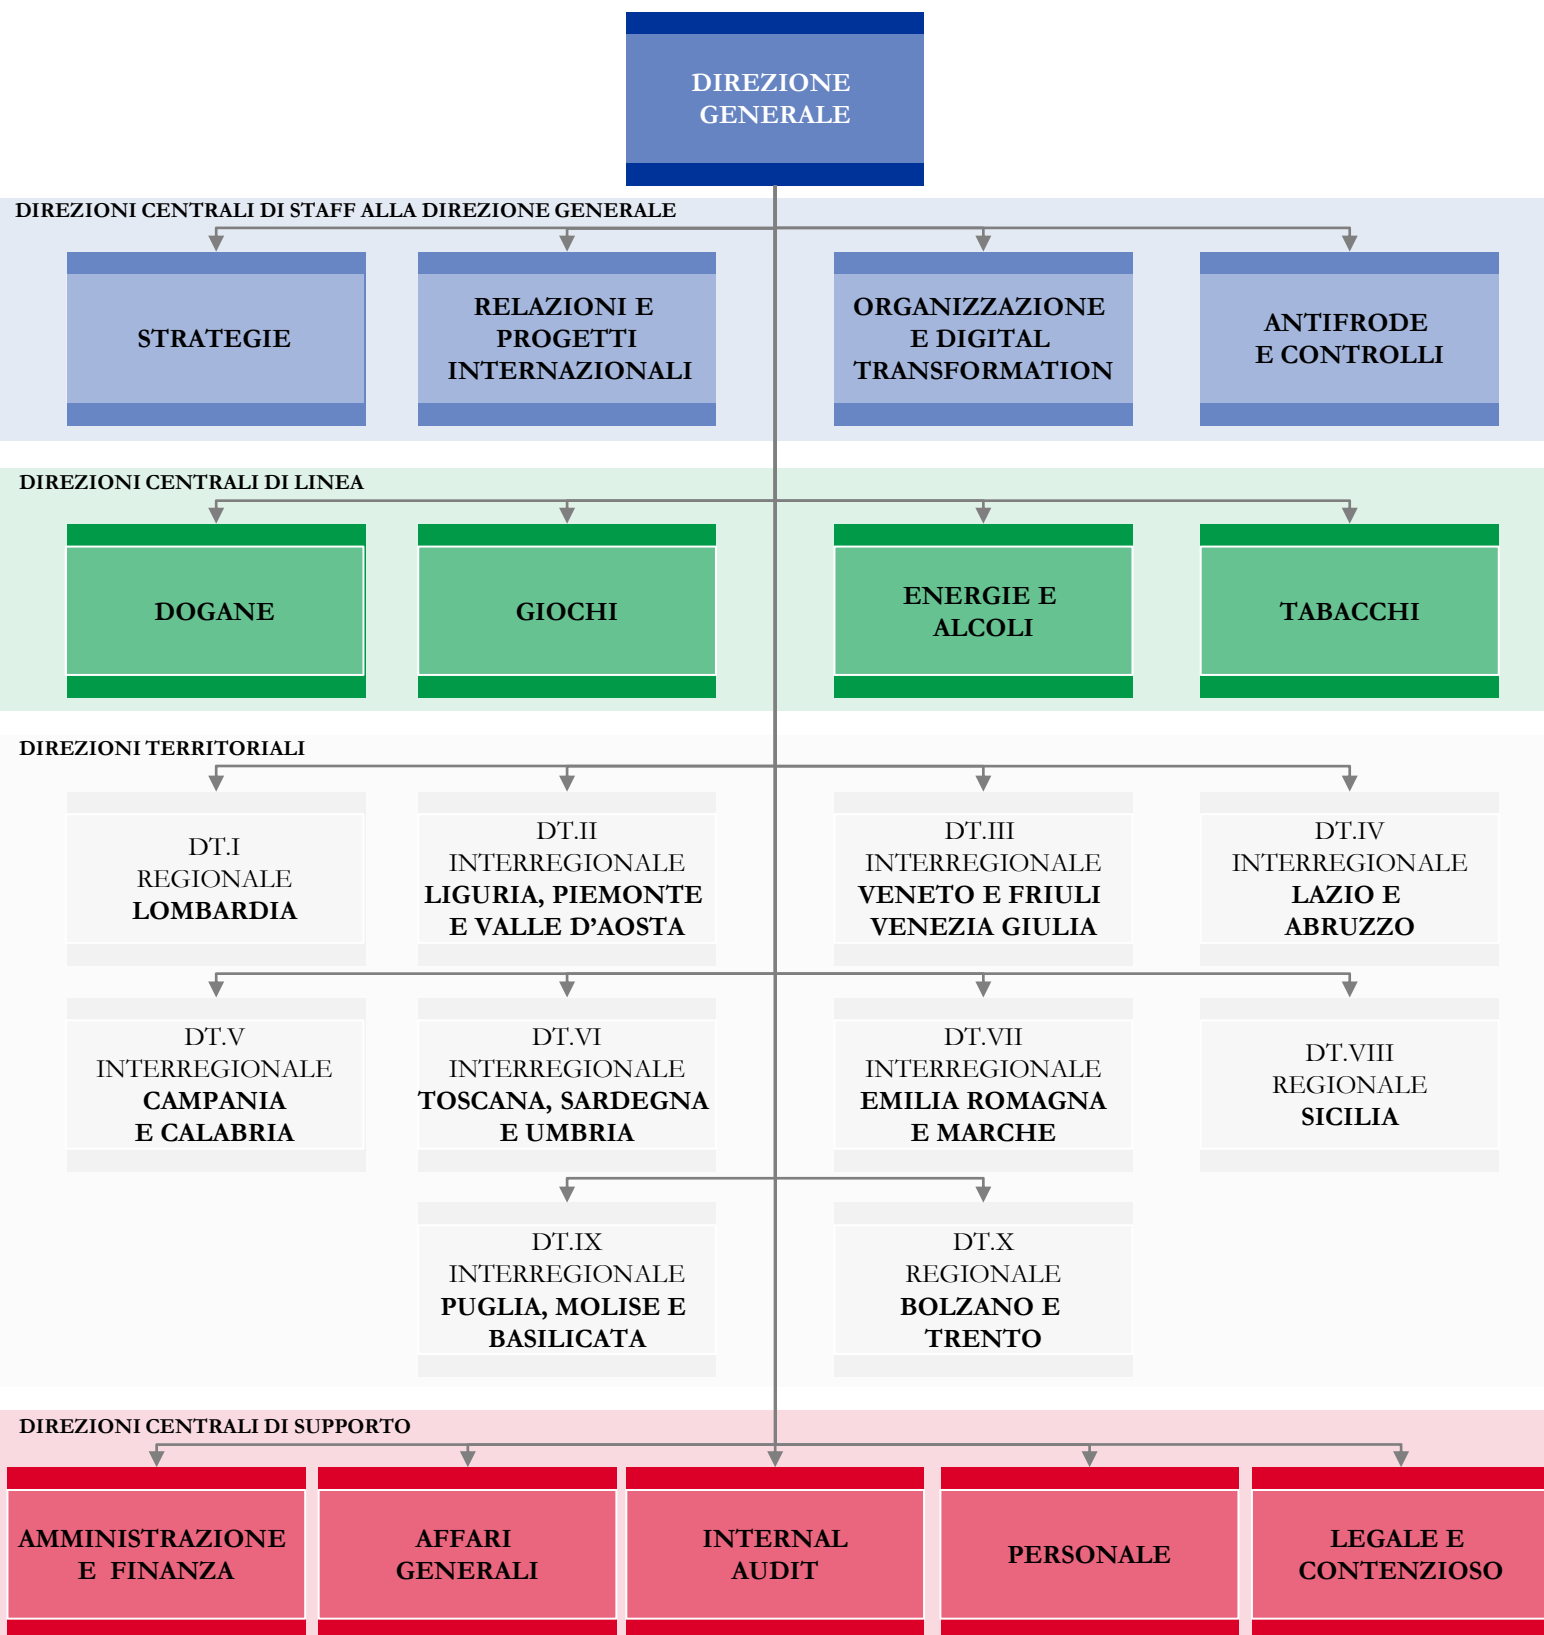 DIREZIONE
GENERALE
DIREZIONI CENTRALI DI STAFF ALLA DIREZIONE GENERALE
STRATEGIE
RELAZIONI E
PROGETTI
INTERNAZIONALI
ORGANIZZAZIONE
E DIGITAL
TRANSFORMATION
ANTIFRODE
E CONTROLLI
DIREZIONI CENTRALI DI LINEA
DOGANE
GIOCHI
ENERGIE E
ALCOLI
TABACCHI
DIREZIONI TERRITORIALI
DT.I
REGIONALE
LOMBARDIA
DT.II
INTERREGIONALE
LIGURIA, PIEMONTE
E VALLE D’AOSTA
DT.III
INTERREGIONALE
VENETO E FRIULI
VENEZIA GIULIA
DT.IV
INTERREGIONALE
LAZIO E
ABRUZZO
DT.V
INTERREGIONALE
CAMPANIA
E CALABRIA
DT.VI
INTERREGIONALE
TOSCANA, SARDEGNA
E UMBRIA
DT.VII
INTERREGIONALE
EMILIA ROMAGNA
E MARCHE
DT.VIII
REGIONALE
SICILIA
DT.IX
INTERREGIONALE
PUGLIA, MOLISE E
BASILICATA
DT.X
REGIONALE
BOLZANO E
TRENTO
DIREZIONI CENTRALI DI SUPPORTO
AMMINISTRAZIONE
E FINANZA
AFFARI
GENERALI
INTERNAL
AUDIT
PERSONALE
LEGALE E
CONTENZIOSO